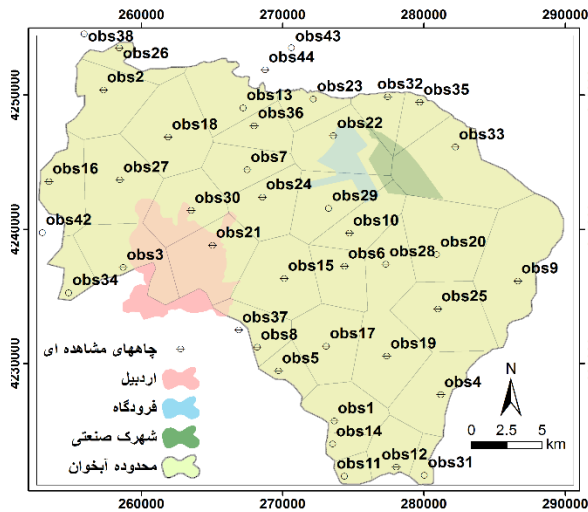 260000 270000 280000 290000
obs38
obs43
obs26
obs44
obs2
obs13
obs23
obs32
obs35
obs36
obs22
obs18
obs33
obs7
obs16
obs27
obs24
obs30
obs29
obs42
obs21
obs10
obs20
obs3
obs15
obs6
obs28
obs9
obs34
obs25
obs37
obs8
obs17
obs19
obs5
obs4
obs1
obs14
obs11
obs12
obs31
4250000
4240000
4230000
4250000
4240000
4230000
چاههای مشاهده ای
اردبیل
فرودگاه
شهرک صنعتی
محدوده آبخوان
N
0 2.5 5
km
260000 270000 280000 290000